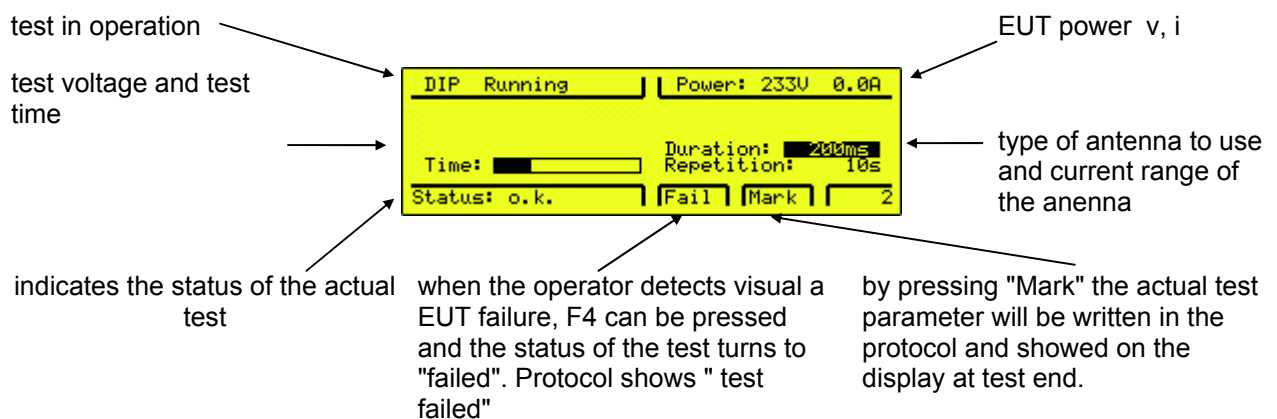 test in operation
EUT power v, i
test voltage and test
time
DIP Running
Power: 233V 0.0A
Duration: 200ms
Time:
Repetition: 10s
Status: o.k.
Fail
Mark
2
type of antenna to use
and current range of
the anenna
indicates the status of the actual
test
when the operator detects visual a
EUT failure, F4 can be pressed
and the status of the test turns to
"failed". Protocol shows " test
failed"
by pressing "Mark" the actual test
parameter will be written in the
protocol and showed on the
display at test end.